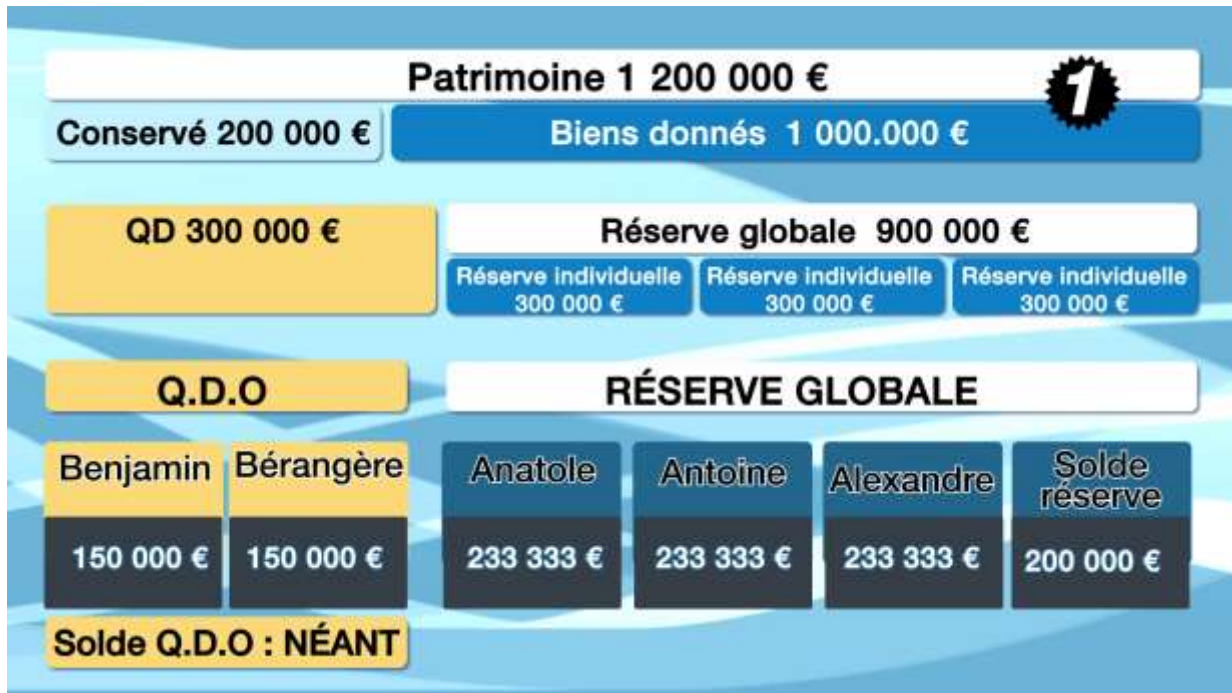 Patrimoine 1 200 000 €
1
Conservé 200 000 €
Biens donnés 1 000.000 €
QD 300 000 €
Réserve globale 900 000 €
Réserve individuelle
300 000 €
Réserve individuelle
300 000 €
Réserve individuelle
300 000 €
Q.D.O
RÉSERVE GLOBALE
Benjamin
150 000 €
Bérangère
150 000 €
Anatole
233 333 €
Antoine
233 333 €
Alexandre
233 333 €
Solde
réserve
200 000 €
Solde Q.D.O : NÉANT